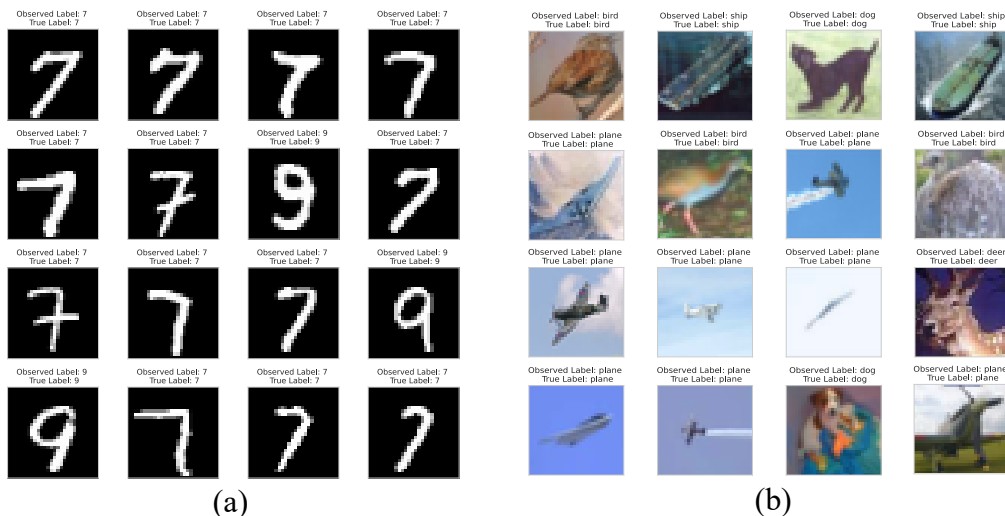 Observed Label: 7
True Label: 7
Observed Label: 7
True Label: 7
Observed Label: 7
True Label: 7
Observed Label: 7
True Label: 7
Observed Label: 7
True Label: 7
Observed Label: 7
True Label: 7
Observed Label: 9
True Label: 9
Observed Label: 7
True Label: 7
Observed Label: 7
True Label: 7
Observed Label: 7
True Label: 7
Observed Label: 7
True Label: 7
Observed Label: 9
True Label: 9
Observed Label: 9
True Label: 9
Observed Label: 7
True Label: 7
Observed Label: 7
True Label: 7
Observed Label: 7
True Label: 7
(a)
Observed Label: bird
True Label: bird
Observed Label: ship
True Label: ship
Observed Label: dog
True Label: dog
Observed Label: ship
True Label: ship
Observed Label: plane
True Label: plane
Observed Label: bird
True Label: bird
Observed Label: plane
True Label: plane
Observed Label: bird
True Label: bird
Observed Label: plane
True Label: plane
Observed Label: plane
True Label: plane
Observed Label: plane
True Label: plane
Observed Label: deer
True Label: deer
Observed Label: plane
True Label: plane
Observed Label: plane
True Label: plane
Observed Label: dog
True Label: dog
Observed Label: plane
True Label: plane
(b)